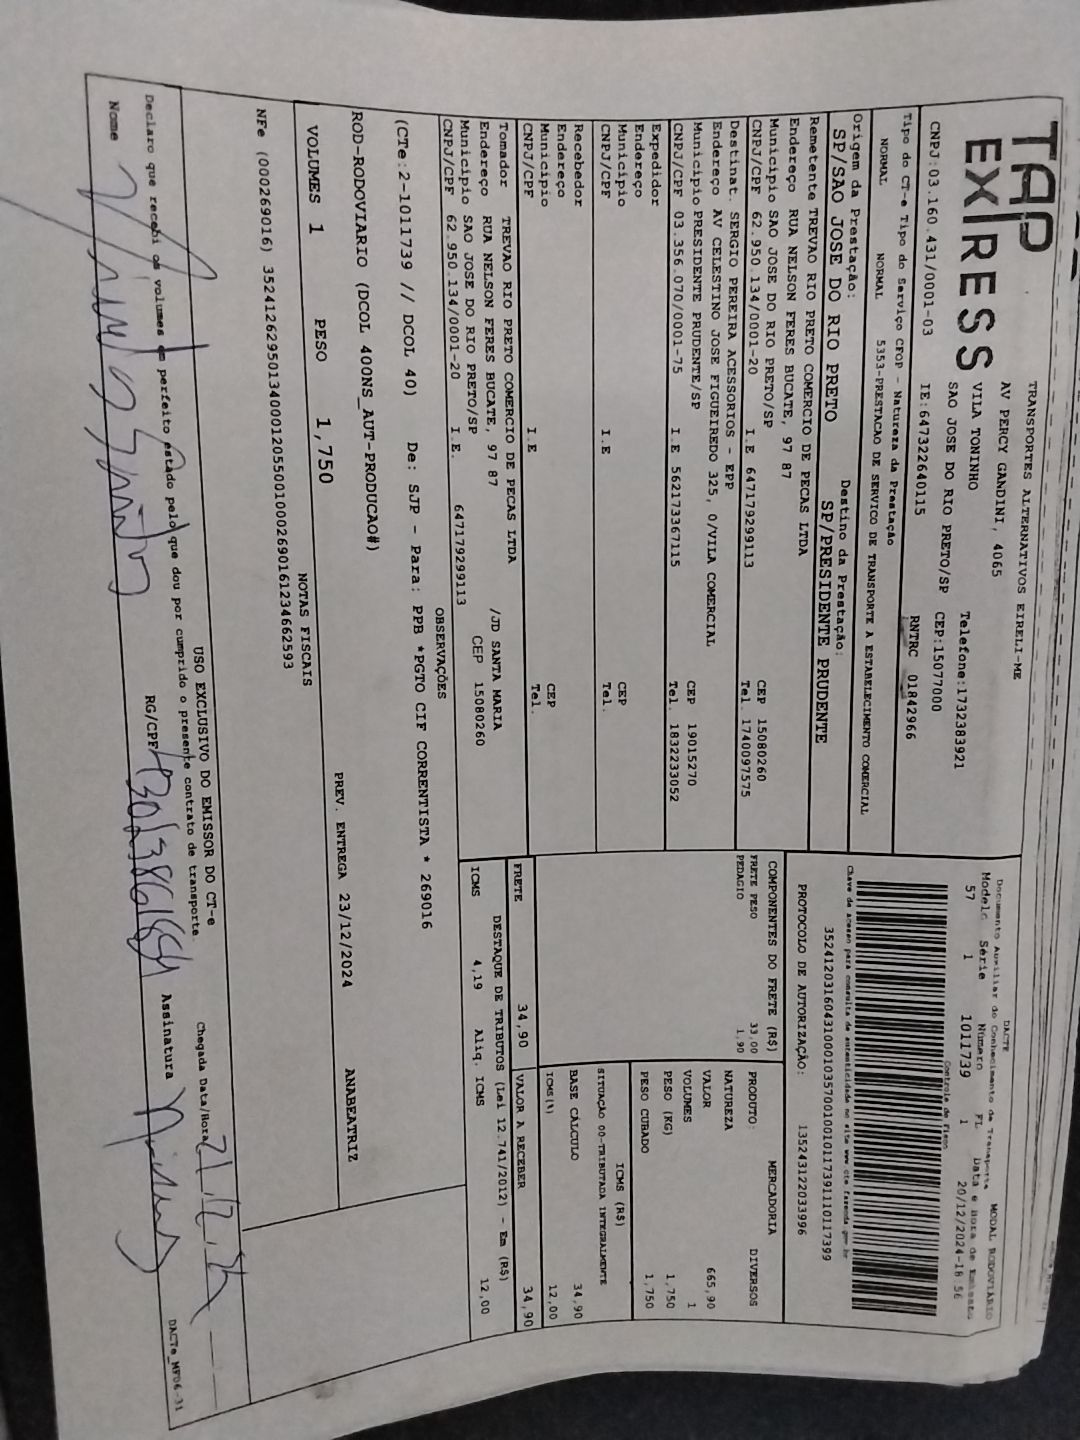 TAP
EXPRESS
TRANSPORTES ALTERNATIVOS EIRELI-ME
AV PERCY GANDINI, 4065
VILA TONINHO
SAO JOSE DO RIO PRETO/SP CEP:15077000
Telefone:1732383921
CNPJ:03.160.431/0001-03 IE:647322640115 RNTRC 01842966
DACTE MODAL RODOVIARIO
Documento Auxiliar do Conhecimento de Transporte
Modelo Série Número FL Data e Hora de Emissão
57 1 1011739 1 20/12/2024-18 56
Controle do Fisco
Chave de acesso para consulta de autenticidade no site www cte fazenda gov br
PROTOCOLO DE AUTORIZAÇÃO: 135243122033996
Tipo do CT-e Tipo do Serviço CFOP - Natureza da Prestação
NORMAL NORMAL 5353-PRESTACAO DE SERVICO DE TRANSPORTE A ESTABELECIMENTO COMERCIAL
Origem da Prestação: Destino da Prestação:
SP/SAO JOSE DO RIO PRETO SP/PRESIDENTE PRUDENTE
Remetente TREVAO RIO PRETO COMERCIO DE PECAS LTDA
Endereço RUA NELSON FERES BUCATE, 97 87
Municipio SAO JOSE DO RIO PRETO/SP CEP 15080260
CNPJ/CPF 62.950.134/0001-20 I.E 647179299113 Tel 1740097575
Destinat. SERGIO PEREIRA ACESSORIOS - EPP
Endereço AV CELESTINO JOSE FIGUEIREDO 325, 0/VILA COMERCIAL
Municipio PRESIDENTE PRUDENTE/SP CEP 19015270
CNPJ/CPF 03.356.070/0001-75 I.E 562173367115 Tel. 1832233052
Expedidor
Endereço
Municipio CEP
CNPJ/CPF I.E Tel.
Recebedor
Endereço
Municipio CEP
CNPJ/CPF I.E Tel.
Tomador TREVAO RIO PRETO COMERCIO DE PECAS LTDA
Endereço RUA NELSON FERES BUCATE, 97 87 /JD SANTA MARIA
Municipio SAO JOSE DO RIO PRETO/SP CEP 15080260
CNPJ/CPF 62.950.134/0001-20 I.E. 647179299113
COMPONENTES DO FRETE (R$)
FRETE PESO 33,00
PEDAGIO 1,90
MERCADORIA
PRODUTO: DIVERSOS
NATUREZA
VALOR 665,90
VOLUMES 1
PESO (KG) 1,750
PESO CUBADO 1,750
ICMS (R$)
SITUAÇÃO 00-TRIBUTADA INTEGRALMENTE
BASE CÁLCULO 34,90
ICMS(%) 12,00
FRETE 34,90 VALOR A RECEBER 34,90
DESTAQUE DE TRIBUTOS (Lei 12.741/2012) - Em (R$)
ICMS 4,19 Aliq. ICMS 12,00
OBSERVAÇÕES
(CTe:2-1011739 // DCOL 40) De: SJP - Para: PPB *PGTO CIF CORRENTISTA * 269016
ROD-RODOVIARIO (DCOL 400NS_AUT-PRODUCAO#)
VOLUMES 1 PESO 1,750 PREV. ENTREGA 23/12/2024 ANABEATRIZ
NOTAS FISCAIS
NFe (000269016) 35241262950134000120550010002690161234662593
USO EXCLUSIVO DO EMISSOR DO CT-e
Declaro que recebi os volumes em perfeito estado pelo que dou por cumprido o presente contrato de transporte
Chegada Data/Hora 21.12.24
Nome RG/CPF Assinatura
DACTe_MF06-31